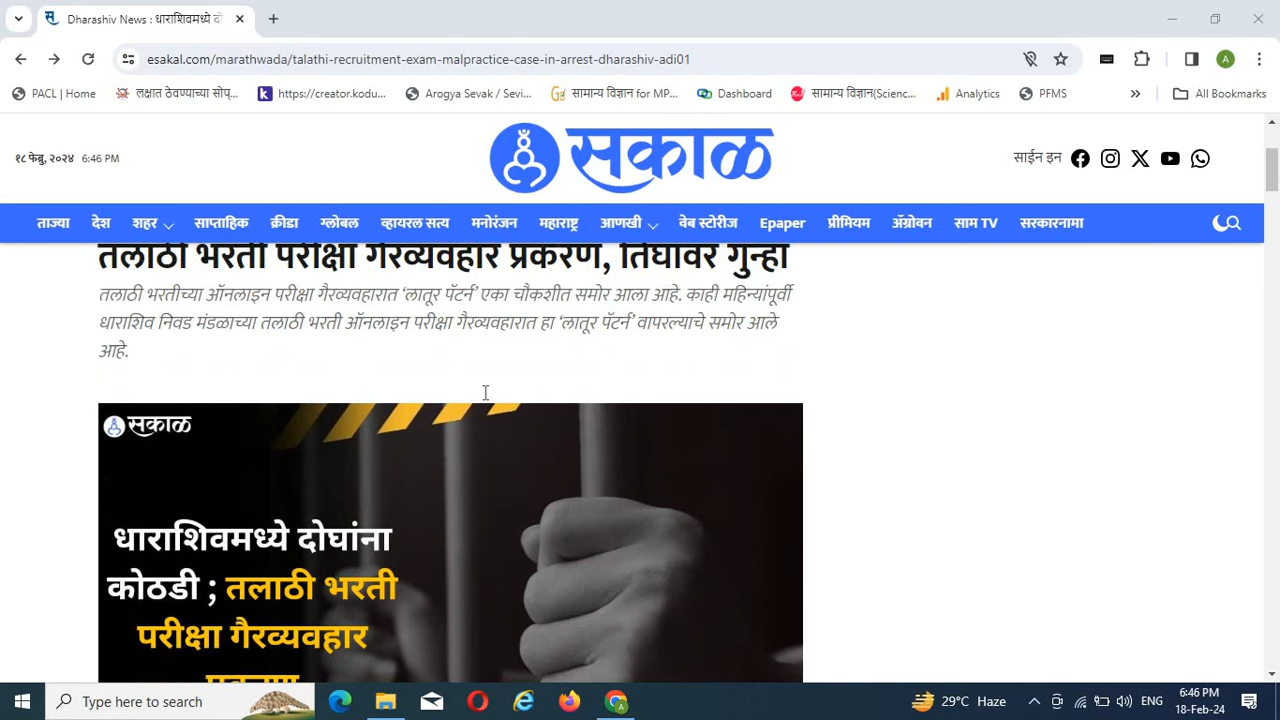 Dharashiv News : धाराशिवमध्ये दो
esakal.com/marathwada/talathi-recruitment-exam-malpractice-case-in-arrest-dharashiv-adi01
A
PACL | Home
लक्षात ठेवण्याच्या सोप्...
https://creator.kodu...
Arogya Sevak / Sevi...
सामान्य विज्ञान for MP...
Dashboard
सामान्य विज्ञान(Scienc...
Analytics
PFMS
All Bookmarks
१८ फेब्रु, २०२४ 6:46 PM
सकाळ
साईन इन
ताज्या देश शहर साप्ताहिक क्रीडा ग्लोबल व्हायरल सत्य मनोरंजन महाराष्ट्र आणखी वेब स्टोरीज Epaper प्रीमियम ॲग्रोवन साम TV सरकारनामा
तलाठी भरती परीक्षा गैरव्यवहार प्रकरण, तिघांवर गुन्हा
तलाठी भरतीच्या ऑनलाइन परीक्षा गैरव्यवहारात ‘लातूर पॅटर्न’ एका चौकशीत समोर आला आहे. काही महिन्यांपूर्वी
धाराशिव निवड मंडळाच्या तलाठी भरती ऑनलाइन परीक्षा गैरव्यवहारात हा ‘लातूर पॅटर्न’ वापरल्याचे समोर आले
आहे.
सकाळ
धाराशिवमध्ये दोघांना
कोठडी ; तलाठी भरती
परीक्षा गैरव्यवहार
Type here to search
29°C Haze
ENG
6:46 PM
18-Feb-24